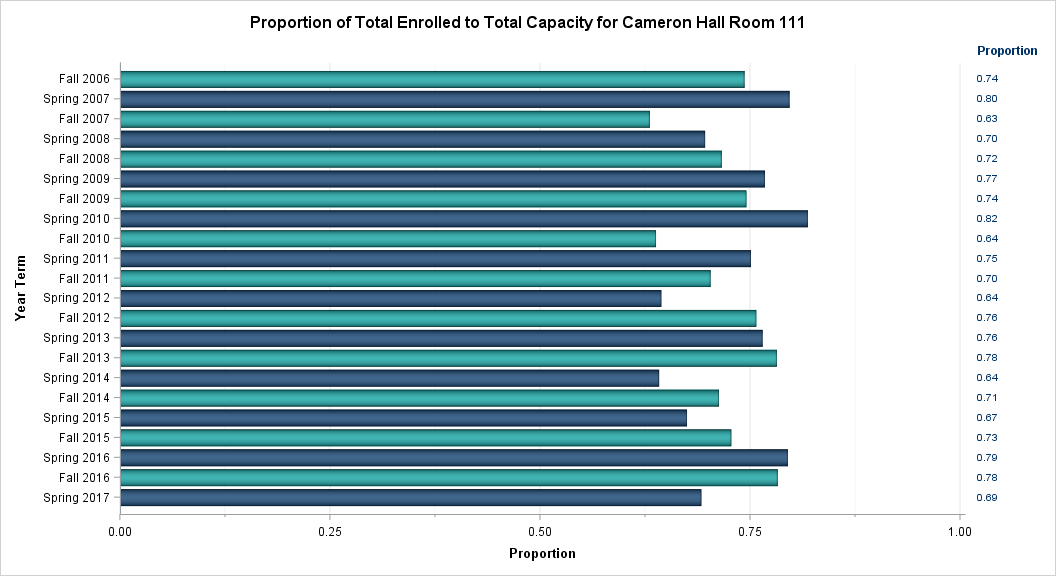 Proportion of Total Enrolled to Total Capacity for Cameron Hall Room 111
Proportion
Fall 2006 0.74
Spring 2007 0.80
Fall 2007 0.63
Spring 2008 0.70
Fall 2008 0.72
Spring 2009 0.77
Fall 2009 0.74
Spring 2010 0.82
Fall 2010 0.64
Spring 2011 0.75
Fall 2011 0.70
Spring 2012 0.64
Fall 2012 0.76
Spring 2013 0.76
Fall 2013 0.78
Spring 2014 0.64
Fall 2014 0.71
Spring 2015 0.67
Fall 2015 0.73
Spring 2016 0.79
Fall 2016 0.78
Spring 2017 0.69
Year Term
0.00 0.25 0.50 0.75 1.00
Proportion